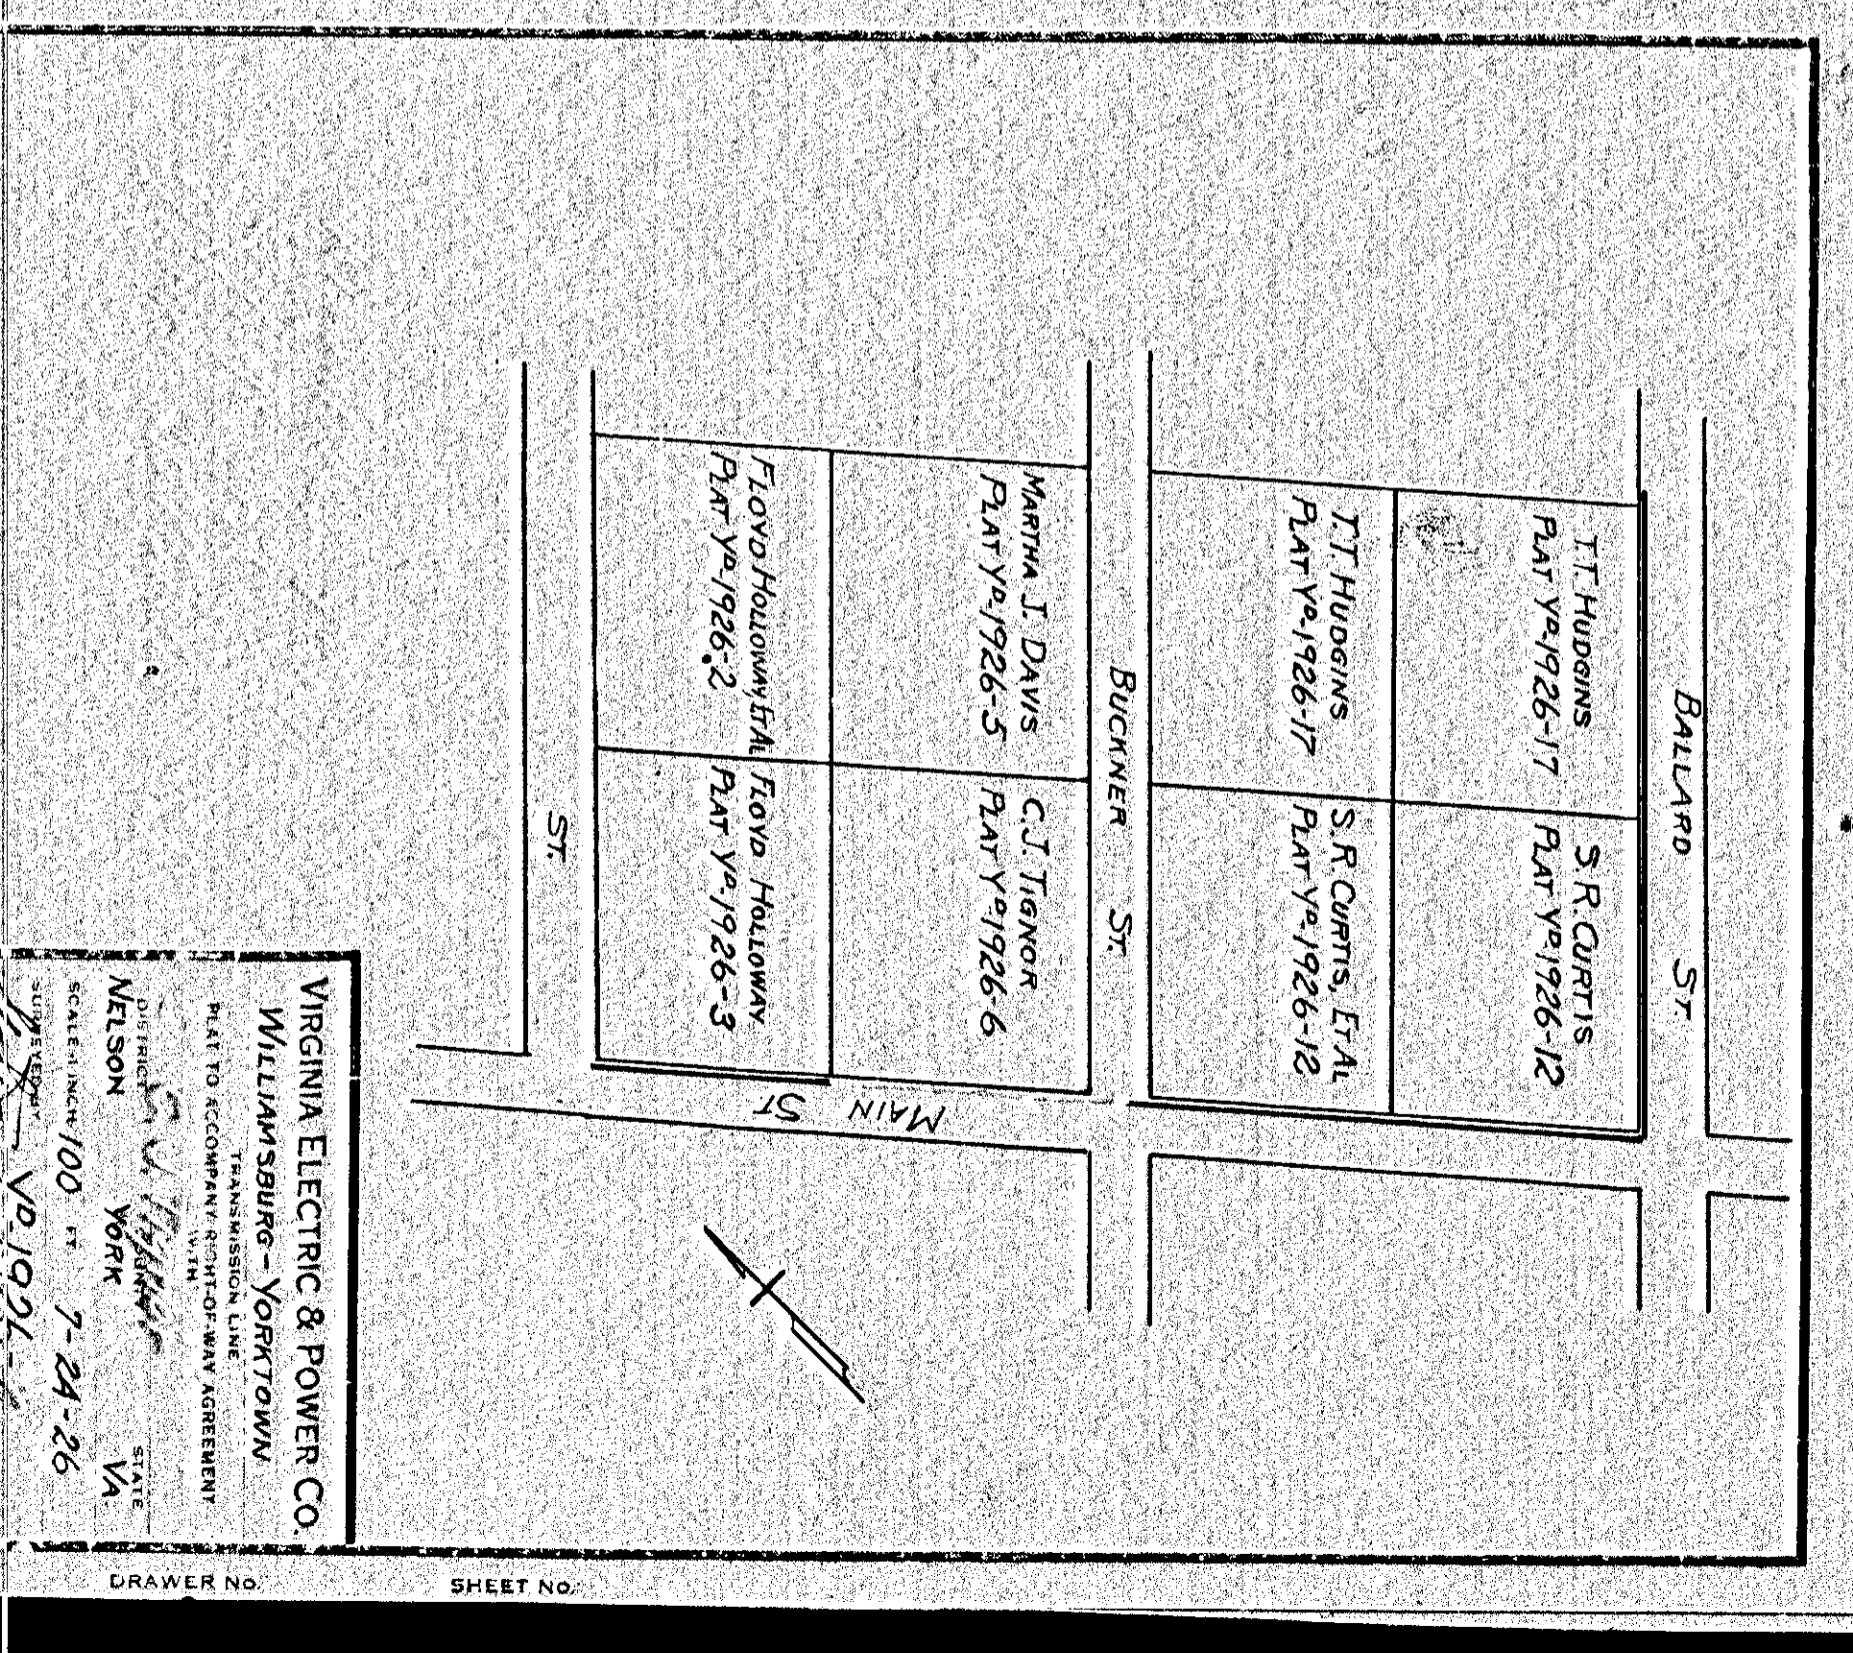 BALLARD ST.
T.T. HUDGINS
PLAT YP-1926-17
S.R. CURTIS
PLAT YP-1926-12
T.T. HUDGINS
PLAT YP-1926-17
S.R. CURTIS, ET AL
PLAT YP-1926-12
BUCKNER ST.
MARTHA J. DAVIS
PLAT YP-1926-5
C.J. TIGNOR
PLAT YP-1926-6
FLOYD HOLLOWAY, ET AL
PLAT YP-1926-2
FLOYD HOLLOWAY
PLAT YP-1926-3
ST.
MAIN ST
VIRGINIA ELECTRIC & POWER CO.
WILLIAMSBURG - YORKTOWN
TRANSMISSION LINE
PLAT TO ACCOMPANY RIGHT-OF-WAY AGREEMENT
WITH
DISTRICT COUNTY STATE
NELSON YORK VA.
SCALE-1 INCH=100 FT. 7-24-26
SURVEYED BY
DRAWER NO.
SHEET NO.